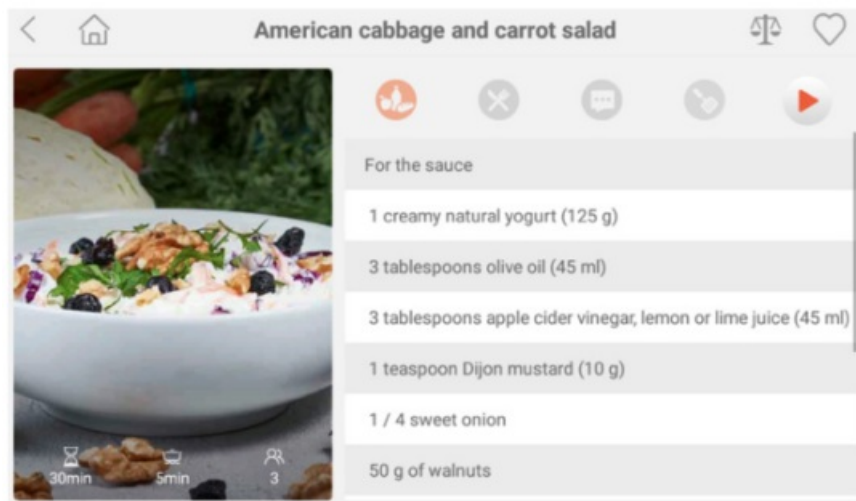 American cabbage and carrot salad
For the sauce
1 creamy natural yogurt (125 g)
3 tablespoons olive oil (45 ml)
3 tablespoons apple cider vinegar, lemon or lime juice (45 ml)
1 teaspoon Dijon mustard (10 g)
1 / 4 sweet onion
50 g of walnuts
30min 5min 3